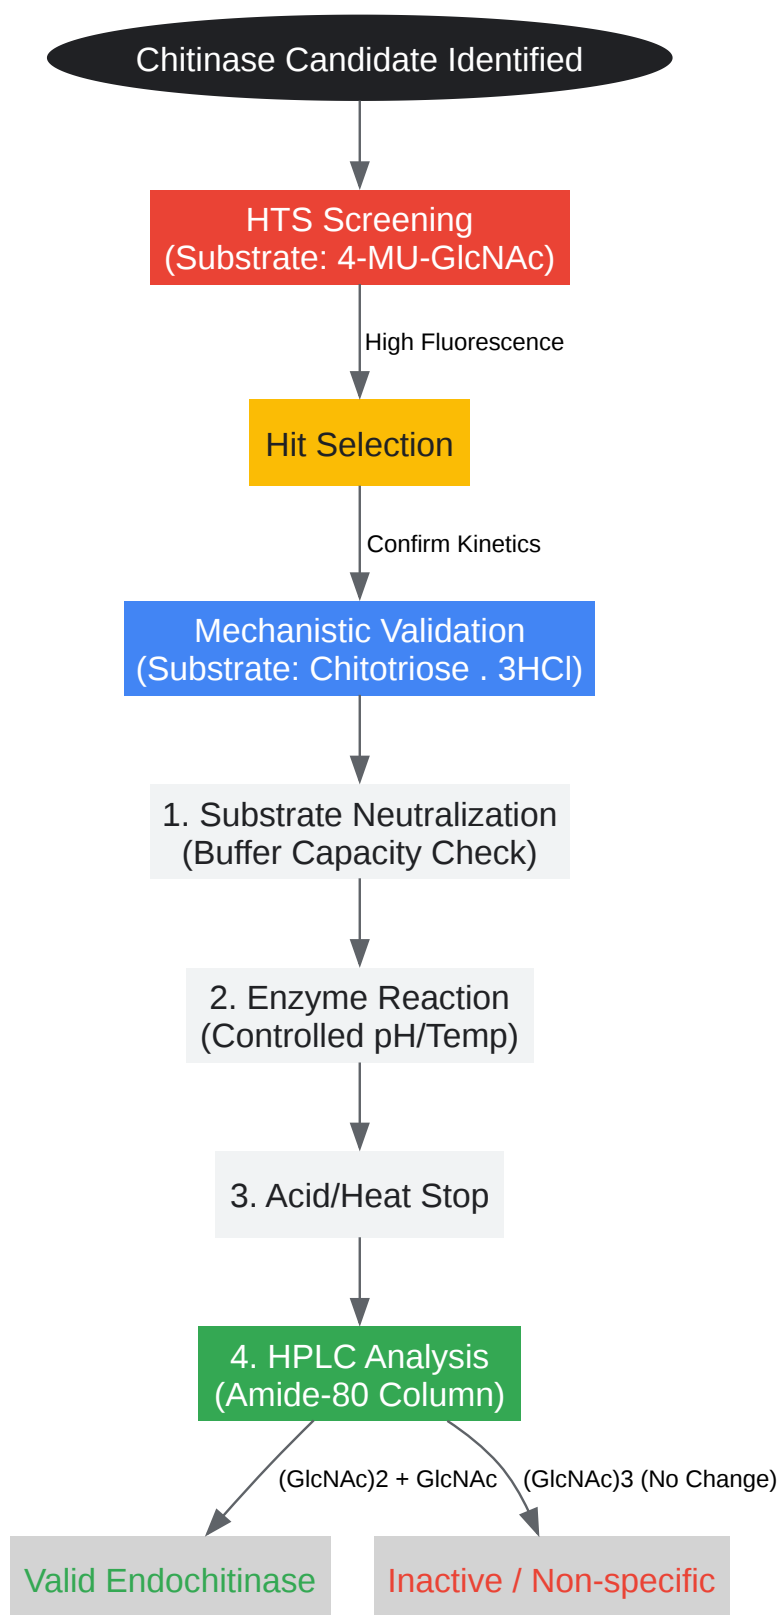 Chitinase Candidate Identified
HTS Screening
(Substrate: 4-MU-GlcNAc)
High Fluorescence
Hit Selection
Confirm Kinetics
Mechanistic Validation
(Substrate: Chitotriose . 3HCl)
1. Substrate Neutralization
(Buffer Capacity Check)
2. Enzyme Reaction
(Controlled pH/Temp)
3. Acid/Heat Stop
4. HPLC Analysis
(Amide-80 Column)
(GlcNAc)2 + GlcNAc
(GlcNAc)3 (No Change)
Valid Endochitinase
Inactive / Non-specific